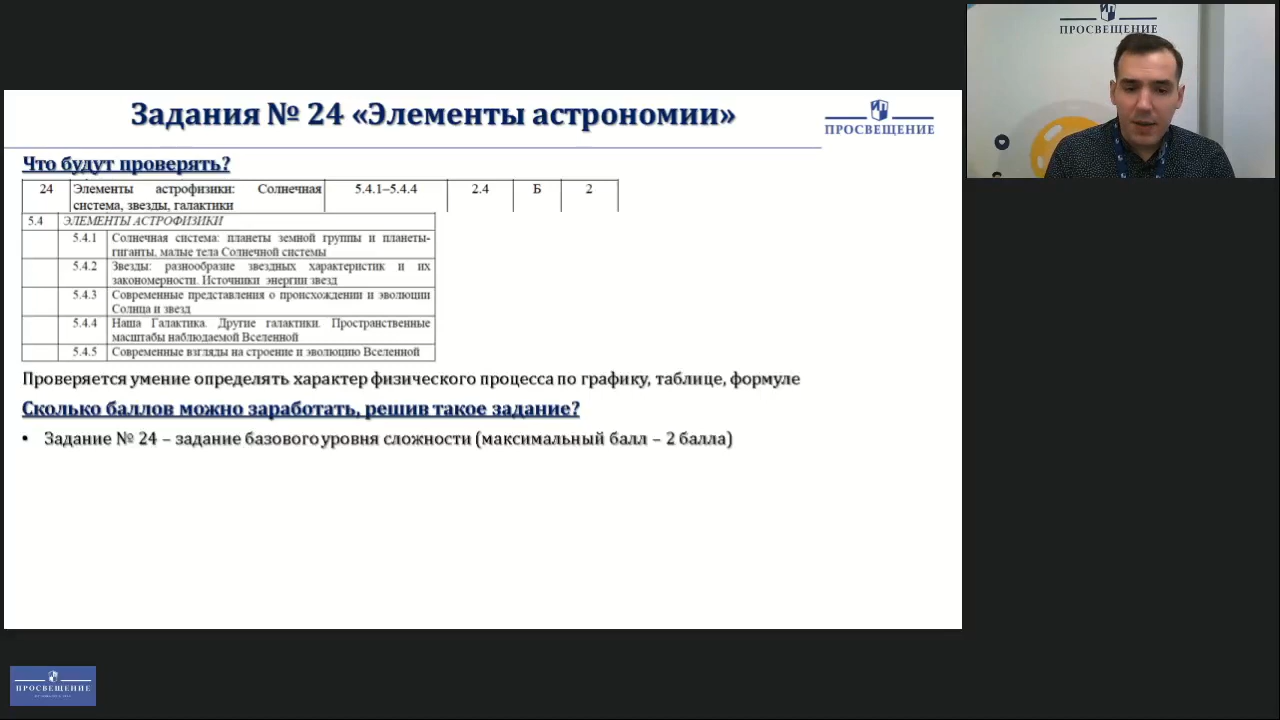 ПРОСВЕЩЕНИЕ
Задания № 24 «Элементы астрономии»
ПРОСВЕЩЕНИЕ
Что будут проверять?
24 Элементы астрофизики: Солнечная 5.4.1–5.4.4 2.4 Б 2
система, звезды, галактики
5.4 ЭЛЕМЕНТЫ АСТРОФИЗИКИ
5.4.1 Солнечная система: планеты земной группы и планеты-
гиганты, малые тела Солнечной системы
5.4.2 Звезды: разнообразие звездных характеристик и их
закономерности. Источники энергии звезд
5.4.3 Современные представления о происхождении и эволюции
Солнца и звезд
5.4.4 Наша Галактика. Другие галактики. Пространственные
масштабы наблюдаемой Вселенной
5.4.5 Современные взгляды на строение и эволюцию Вселенной
Проверяется умение определять характер физического процесса по графику, таблице, формуле
Сколько баллов можно заработать, решив такое задание?
• Задание № 24 – задание базового уровня сложности (максимальный балл – 2 балла)
ПРОСВЕЩЕНИЕ